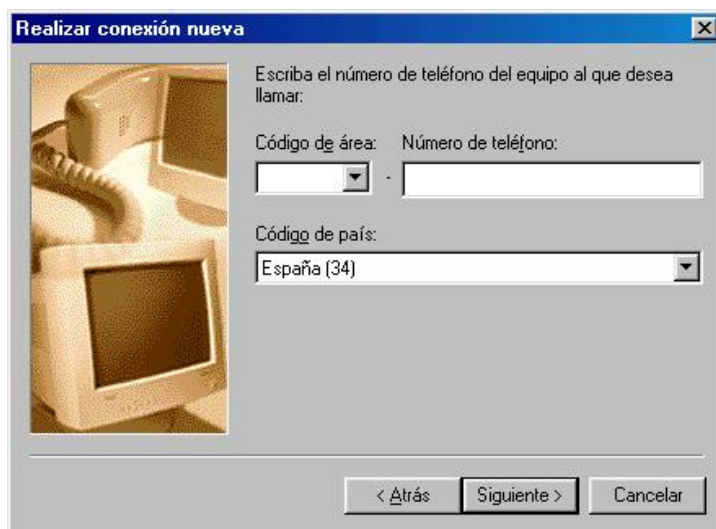 Realizar conexión nueva
Escriba el número de teléfono del equipo al que desea
llamar:
Código de área: Número de teléfono:
-
Código de país:
España (34)
< Atrás Siguiente > Cancelar